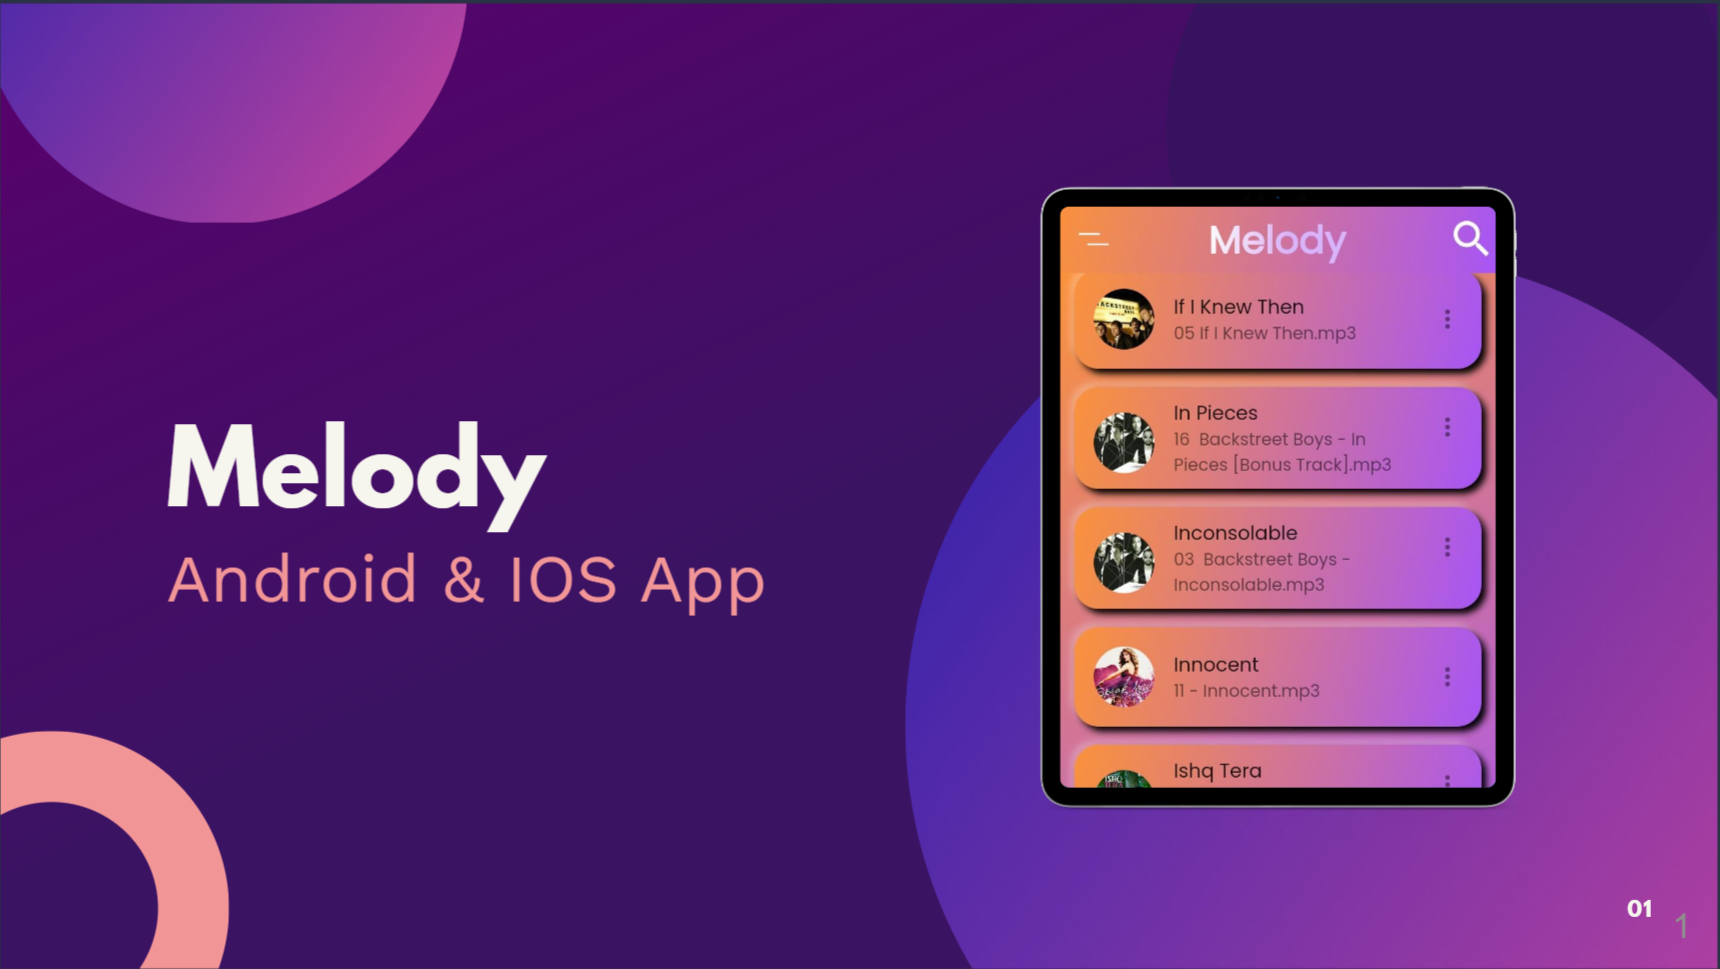 Melody
Android & IOS App
Melody
If I Knew Then
05 If I Knew Then.mp3
In Pieces
16 Backstreet Boys - In
Pieces [Bonus Track].mp3
Inconsolable
03 Backstreet Boys -
Inconsolable.mp3
Innocent
11 - Innocent.mp3
Ishq Tera
01
1